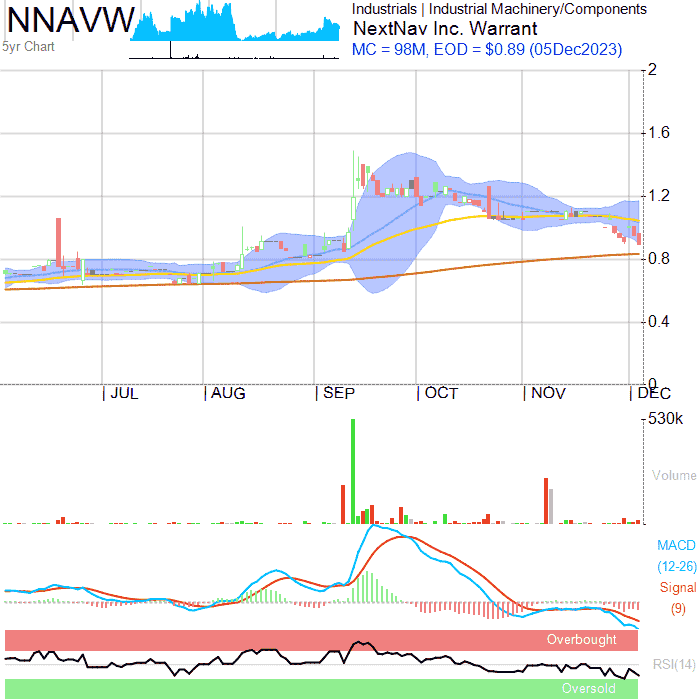 NNAVW
5yr Chart
Industrials | Industrial Machinery/Components
NextNav Inc. Warrant
MC = 98M, EOD = $0.89 (05Dec2023)
2
1.6
1.2
0.8
0.4
0
JUL AUG SEP OCT NOV DEC
530k
Volume
MACD
(12-26)
Signal
(9)
Overbought
RSI(14)
Oversold